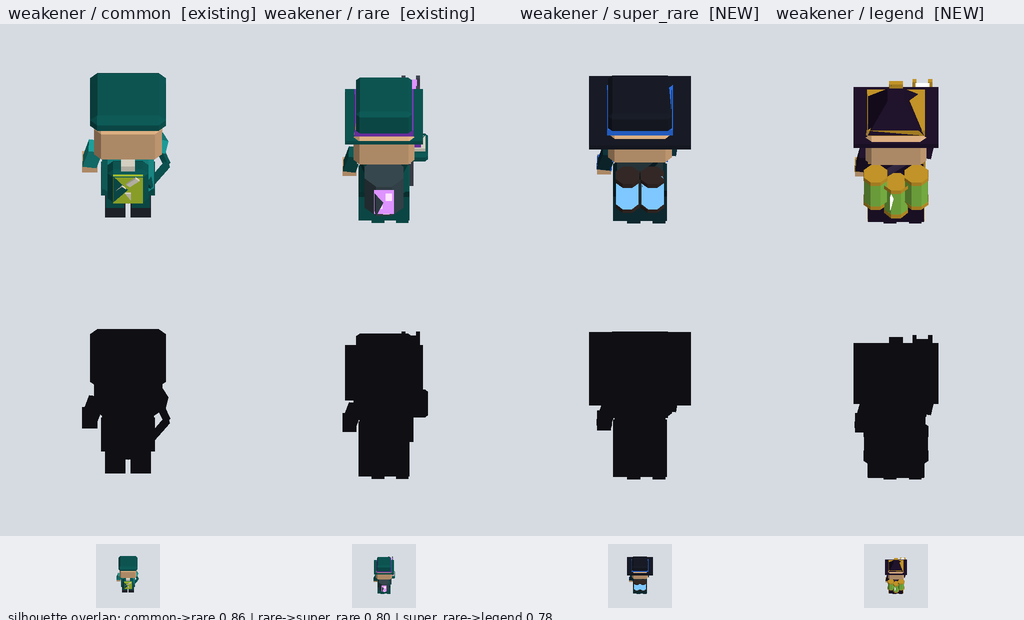 weakener / common [existing]
weakener / rare [existing]
weakener / super_rare [NEW]
weakener / legend [NEW]
silhouette overlap: common->rare 0.86 | rare->super_rare 0.80 | super_rare->legend 0.78